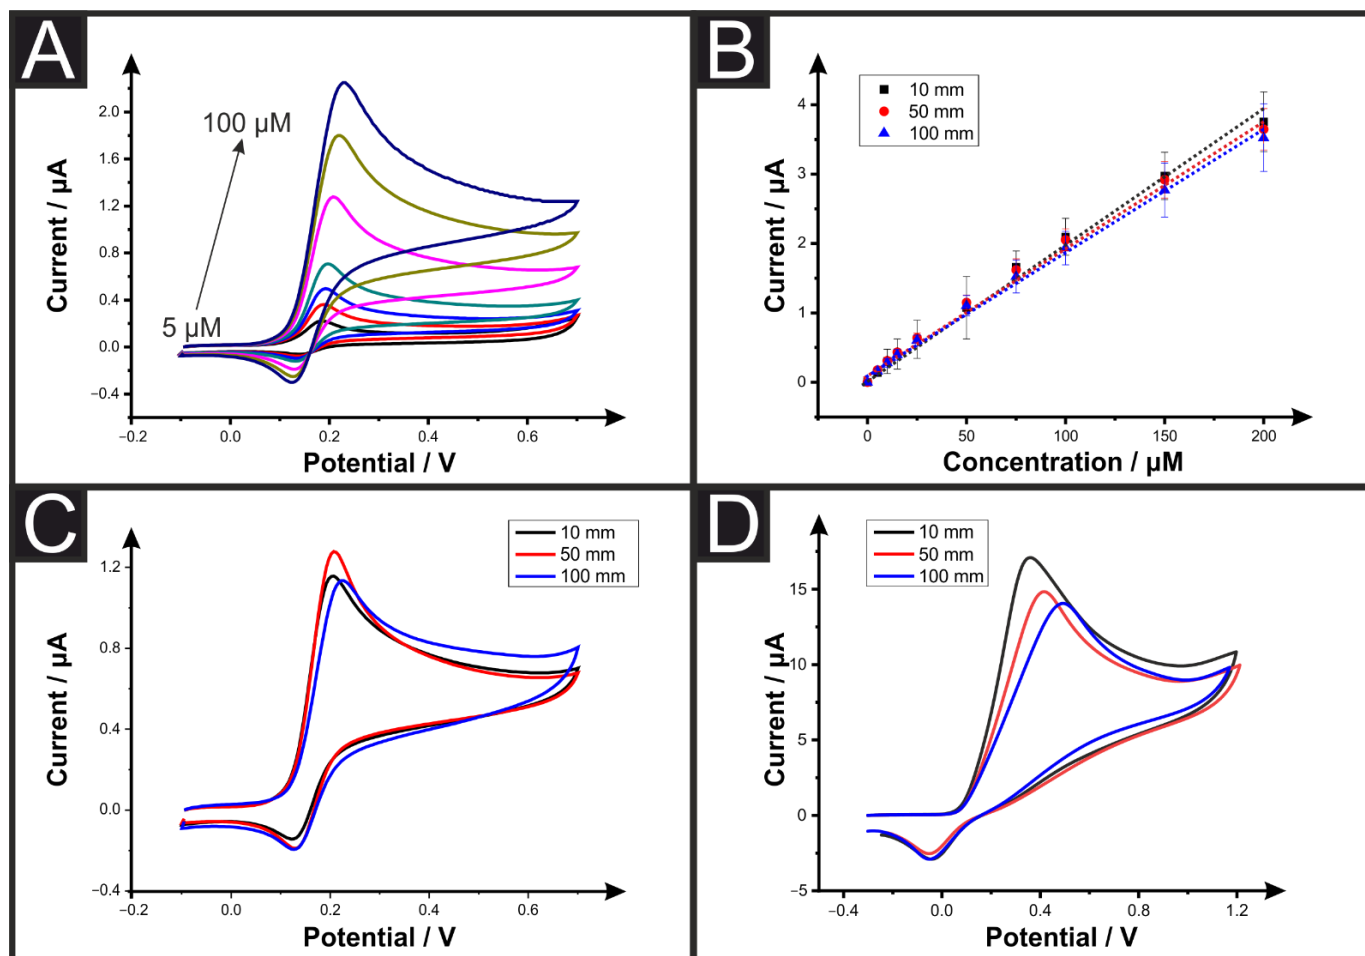 A
Current / µA
2.0
1.6
1.2
0.8
0.4
0.0
−0.4
100 µM
5 µM
−0.2
0.0
0.2
0.4
0.6
Potential / V
B
10 mm
50 mm
100 mm
Current / µA
4
2
0
0
50
100
150
200
Concentration / µM
C
10 mm
50 mm
100 mm
Current / µA
1.2
0.8
0.4
0.0
−0.4
−0.2
0.0
0.2
0.4
0.6
Potential / V
D
10 mm
50 mm
100 mm
Current / µA
15
10
5
0
−5
−0.4
0.0
0.4
0.8
1.2
Potential / V